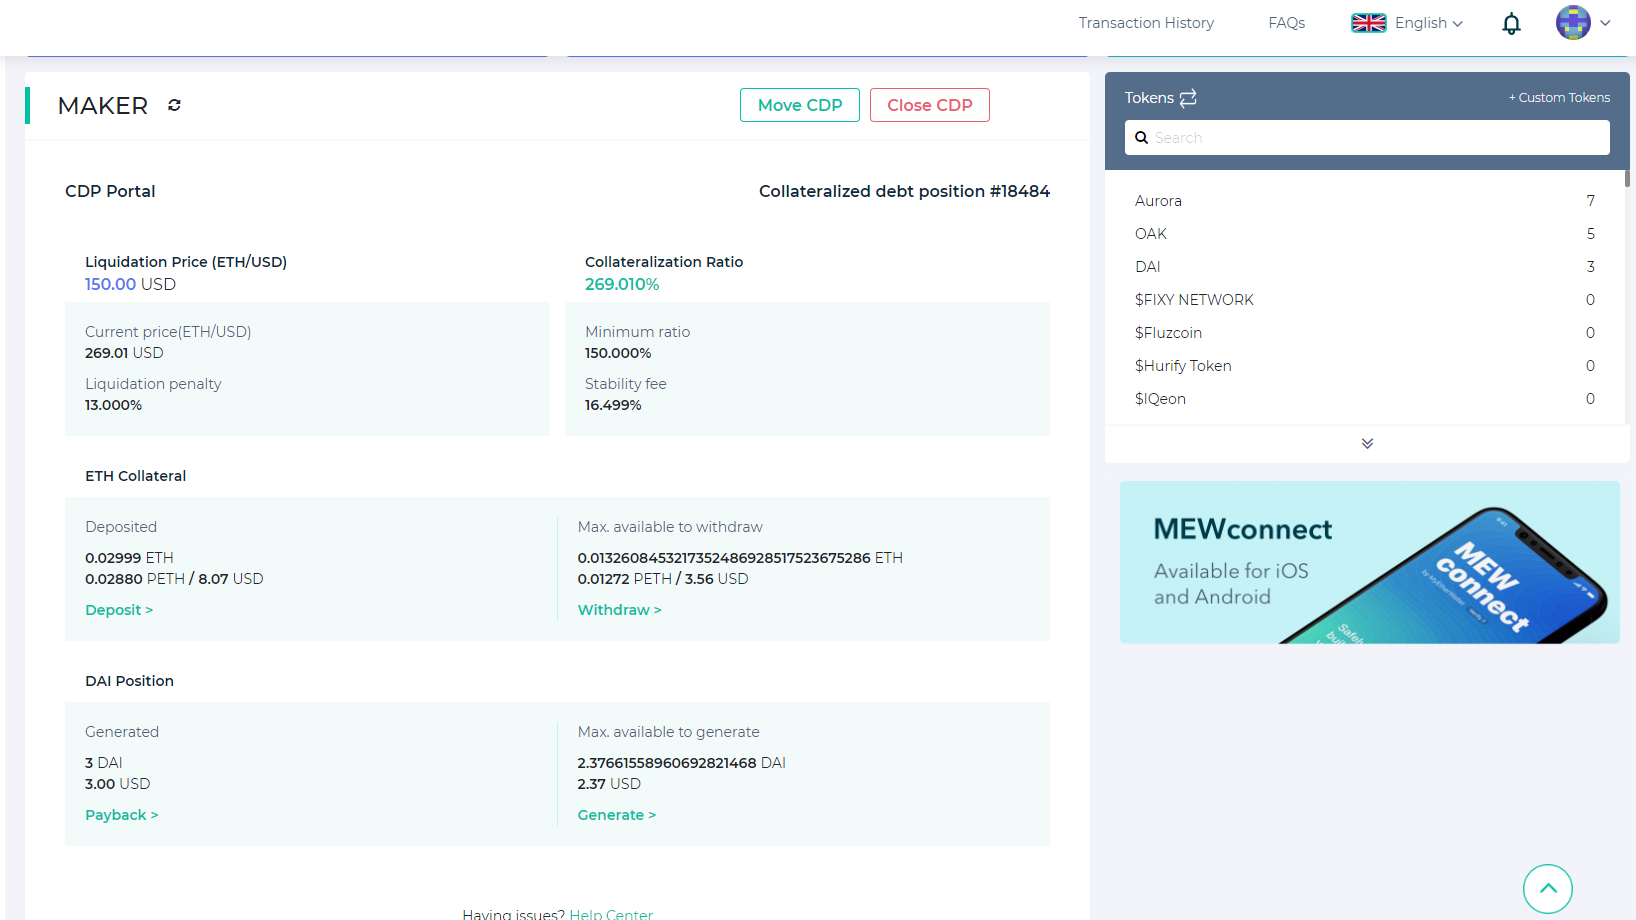 Transaction History
FAQs
English
MAKER
Move CDP
Close CDP
CDP Portal
Collateralized debt position #18484
Liquidation Price (ETH/USD)
150.00 USD
Current price(ETH/USD)
269.01 USD
Liquidation penalty
13.000%
Collateralization Ratio
269.010%
Minimum ratio
150.000%
Stability fee
16.499%
ETH Collateral
Deposited
0.02999 ETH
0.02880 PETH / 8.07 USD
Deposit >
Max. available to withdraw
0.013260845321735248692851752367​5286 ETH
0.01272 PETH / 3.56 USD
Withdraw >
DAI Position
Generated
3 DAI
3.00 USD
Payback >
Max. available to generate
2.37661558960692821468 DAI
2.37 USD
Generate >
Having issues? Help Center
Tokens
+ Custom Tokens
Search
Aurora 7
OAK 5
DAI 3
$FIXY NETWORK 0
$Fluzcoin 0
$Hurify Token 0
$IQeon 0
MEWconnect
Available for iOS
and Android
MEW
connect
by MyEtherWallet